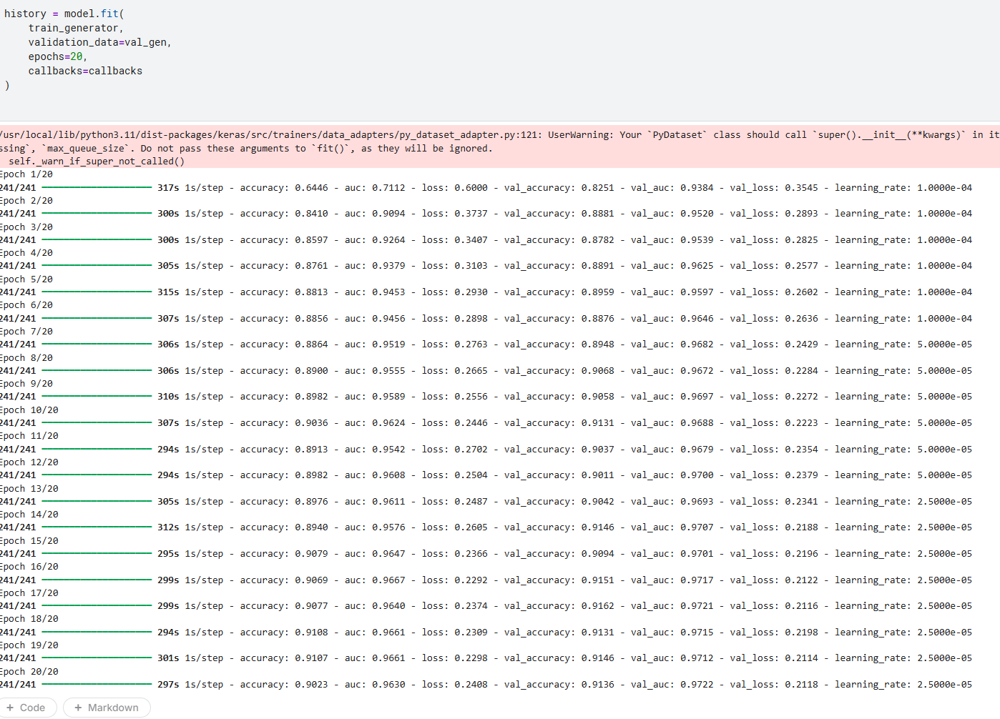 history = model.fit(
    train_generator,
    validation_data=val_gen,
    epochs=20,
    callbacks=callbacks
)
/usr/local/lib/python3.11/dist-packages/keras/src/trainers/data_adapters/py_dataset_adapter.py:121: UserWarning: Your `PyDataset` class should call `super().__init__(**kwargs)` in it
ssing`, `max_queue_size`. Do not pass these arguments to `fit()`, as they will be ignored.
  self._warn_if_super_not_called()
Epoch 1/20
241/241 ━━━━━━━━━━━━━━━━━━━━ 317s 1s/step - accuracy: 0.6446 - auc: 0.7112 - loss: 0.6000 - val_accuracy: 0.8251 - val_auc: 0.9384 - val_loss: 0.3545 - learning_rate: 1.0000e-04
Epoch 2/20
241/241 ━━━━━━━━━━━━━━━━━━━━ 300s 1s/step - accuracy: 0.8410 - auc: 0.9094 - loss: 0.3737 - val_accuracy: 0.8881 - val_auc: 0.9520 - val_loss: 0.2893 - learning_rate: 1.0000e-04
Epoch 3/20
241/241 ━━━━━━━━━━━━━━━━━━━━ 300s 1s/step - accuracy: 0.8597 - auc: 0.9264 - loss: 0.3407 - val_accuracy: 0.8782 - val_auc: 0.9539 - val_loss: 0.2825 - learning_rate: 1.0000e-04
Epoch 4/20
241/241 ━━━━━━━━━━━━━━━━━━━━ 305s 1s/step - accuracy: 0.8761 - auc: 0.9379 - loss: 0.3103 - val_accuracy: 0.8891 - val_auc: 0.9625 - val_loss: 0.2577 - learning_rate: 1.0000e-04
Epoch 5/20
241/241 ━━━━━━━━━━━━━━━━━━━━ 315s 1s/step - accuracy: 0.8813 - auc: 0.9453 - loss: 0.2930 - val_accuracy: 0.8959 - val_auc: 0.9597 - val_loss: 0.2602 - learning_rate: 1.0000e-04
Epoch 6/20
241/241 ━━━━━━━━━━━━━━━━━━━━ 307s 1s/step - accuracy: 0.8856 - auc: 0.9456 - loss: 0.2898 - val_accuracy: 0.8876 - val_auc: 0.9646 - val_loss: 0.2636 - learning_rate: 1.0000e-04
Epoch 7/20
241/241 ━━━━━━━━━━━━━━━━━━━━ 306s 1s/step - accuracy: 0.8864 - auc: 0.9519 - loss: 0.2763 - val_accuracy: 0.8948 - val_auc: 0.9682 - val_loss: 0.2429 - learning_rate: 5.0000e-05
Epoch 8/20
241/241 ━━━━━━━━━━━━━━━━━━━━ 306s 1s/step - accuracy: 0.8900 - auc: 0.9555 - loss: 0.2665 - val_accuracy: 0.9068 - val_auc: 0.9672 - val_loss: 0.2284 - learning_rate: 5.0000e-05
Epoch 9/20
241/241 ━━━━━━━━━━━━━━━━━━━━ 310s 1s/step - accuracy: 0.8982 - auc: 0.9589 - loss: 0.2556 - val_accuracy: 0.9058 - val_auc: 0.9697 - val_loss: 0.2272 - learning_rate: 5.0000e-05
Epoch 10/20
241/241 ━━━━━━━━━━━━━━━━━━━━ 307s 1s/step - accuracy: 0.9036 - auc: 0.9624 - loss: 0.2446 - val_accuracy: 0.9131 - val_auc: 0.9688 - val_loss: 0.2223 - learning_rate: 5.0000e-05
Epoch 11/20
241/241 ━━━━━━━━━━━━━━━━━━━━ 294s 1s/step - accuracy: 0.8913 - auc: 0.9542 - loss: 0.2702 - val_accuracy: 0.9037 - val_auc: 0.9679 - val_loss: 0.2354 - learning_rate: 5.0000e-05
Epoch 12/20
241/241 ━━━━━━━━━━━━━━━━━━━━ 294s 1s/step - accuracy: 0.8982 - auc: 0.9608 - loss: 0.2504 - val_accuracy: 0.9011 - val_auc: 0.9700 - val_loss: 0.2379 - learning_rate: 5.0000e-05
Epoch 13/20
241/241 ━━━━━━━━━━━━━━━━━━━━ 305s 1s/step - accuracy: 0.8976 - auc: 0.9611 - loss: 0.2487 - val_accuracy: 0.9042 - val_auc: 0.9693 - val_loss: 0.2341 - learning_rate: 2.5000e-05
Epoch 14/20
241/241 ━━━━━━━━━━━━━━━━━━━━ 312s 1s/step - accuracy: 0.8940 - auc: 0.9576 - loss: 0.2605 - val_accuracy: 0.9146 - val_auc: 0.9707 - val_loss: 0.2188 - learning_rate: 2.5000e-05
Epoch 15/20
241/241 ━━━━━━━━━━━━━━━━━━━━ 295s 1s/step - accuracy: 0.9079 - auc: 0.9647 - loss: 0.2366 - val_accuracy: 0.9094 - val_auc: 0.9701 - val_loss: 0.2196 - learning_rate: 2.5000e-05
Epoch 16/20
241/241 ━━━━━━━━━━━━━━━━━━━━ 299s 1s/step - accuracy: 0.9069 - auc: 0.9667 - loss: 0.2292 - val_accuracy: 0.9151 - val_auc: 0.9717 - val_loss: 0.2122 - learning_rate: 2.5000e-05
Epoch 17/20
241/241 ━━━━━━━━━━━━━━━━━━━━ 299s 1s/step - accuracy: 0.9077 - auc: 0.9640 - loss: 0.2374 - val_accuracy: 0.9162 - val_auc: 0.9721 - val_loss: 0.2116 - learning_rate: 2.5000e-05
Epoch 18/20
241/241 ━━━━━━━━━━━━━━━━━━━━ 294s 1s/step - accuracy: 0.9108 - auc: 0.9661 - loss: 0.2309 - val_accuracy: 0.9131 - val_auc: 0.9715 - val_loss: 0.2198 - learning_rate: 2.5000e-05
Epoch 19/20
241/241 ━━━━━━━━━━━━━━━━━━━━ 301s 1s/step - accuracy: 0.9107 - auc: 0.9661 - loss: 0.2298 - val_accuracy: 0.9146 - val_auc: 0.9712 - val_loss: 0.2114 - learning_rate: 2.5000e-05
Epoch 20/20
241/241 ━━━━━━━━━━━━━━━━━━━━ 297s 1s/step - accuracy: 0.9023 - auc: 0.9630 - loss: 0.2408 - val_accuracy: 0.9136 - val_auc: 0.9722 - val_loss: 0.2118 - learning_rate: 2.5000e-05
+ Code + Markdown